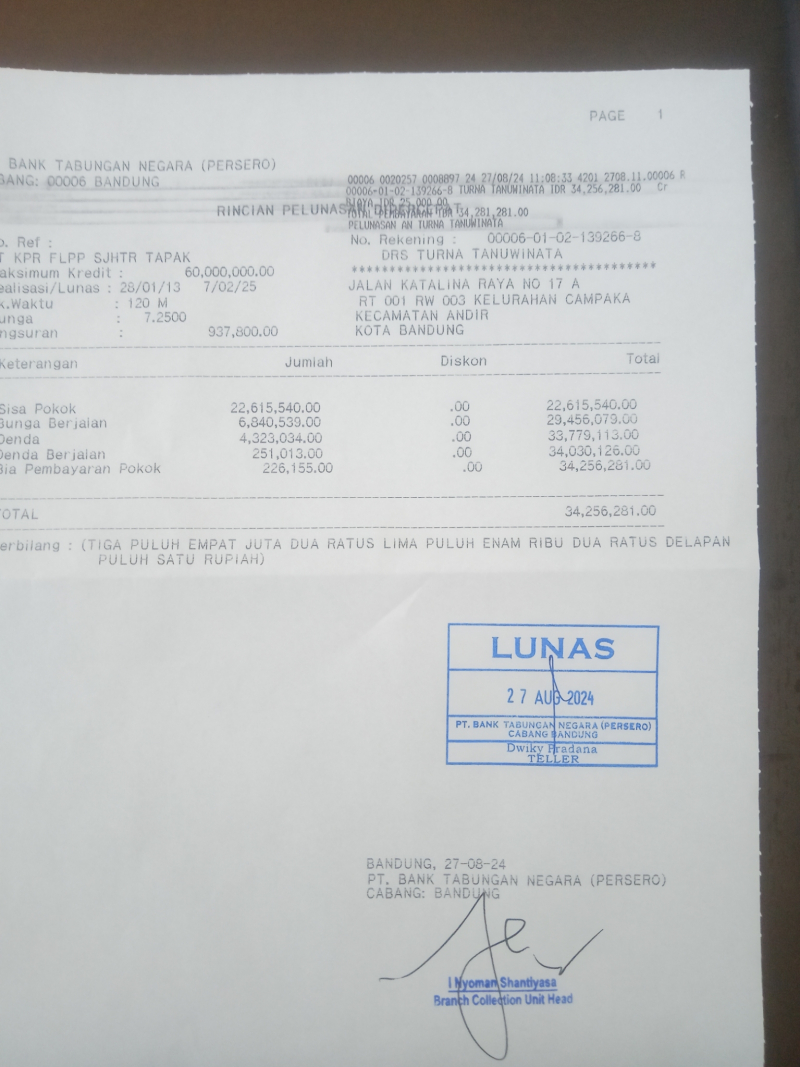 PAGE 1
BANK TABUNGAN NEGARA (PERSERO)
BANG: 00006 BANDUNG
00006 0020257 0008897 24 27/08/24 11:08:33 4201 2708.11.00006 R
00006-01-02-139266-8 TURNA TANUWINATA IDR 34,256,281.00 Cr
BIAYA IDR 25,000.00
RINCIAN PELUNASAN DIPERCEPAT
TOTAL PEMBAYARAN IDR 34,281,281.00
PELUNASAN AN TURNA TANUWINATA
o. Ref :
No. Rekening : 00006-01-02-139266-8
T KPR FLPP SJHTR TAPAK
DRS TURNA TANUWINATA
aksimum Kredit : 60,000,000.00
****************************************
ealisasi/Lunas : 28/01/13 7/02/25
JALAN KATALINA RAYA NO 17 A
k.Waktu : 120 M
RT 001 RW 003 KELURAHAN CAMPAKA
unga : 7.2500
KECAMATAN ANDIR
ngsuran : 937,800.00
KOTA BANDUNG
Keterangan Jumlah Diskon Total
Sisa Pokok 22,615,540.00 .00 22,615,540.00
Bunga Berjalan 6,840,539.00 .00 29,456,079.00
Denda 4,323,034.00 .00 33,779,113.00
Denda Berjalan 251,013.00 .00 34,030,126.00
Bia Pembayaran Pokok 226,155.00 .00 34,256,281.00
OTAL 34,256,281.00
erbilang : (TIGA PULUH EMPAT JUTA DUA RATUS LIMA PULUH ENAM RIBU DUA RATUS DELAPAN
PULUH SATU RUPIAH)
LUNAS
27 AUG 2024
PT. BANK TABUNGAN NEGARA (PERSERO)
CABANG BANDUNG
Dwiky Pradana
TELLER
BANDUNG, 27-08-24
PT. BANK TABUNGAN NEGARA (PERSERO)
CABANG: BANDUNG
I Nyoman Shantiyasa
Branch Collection Unit Head